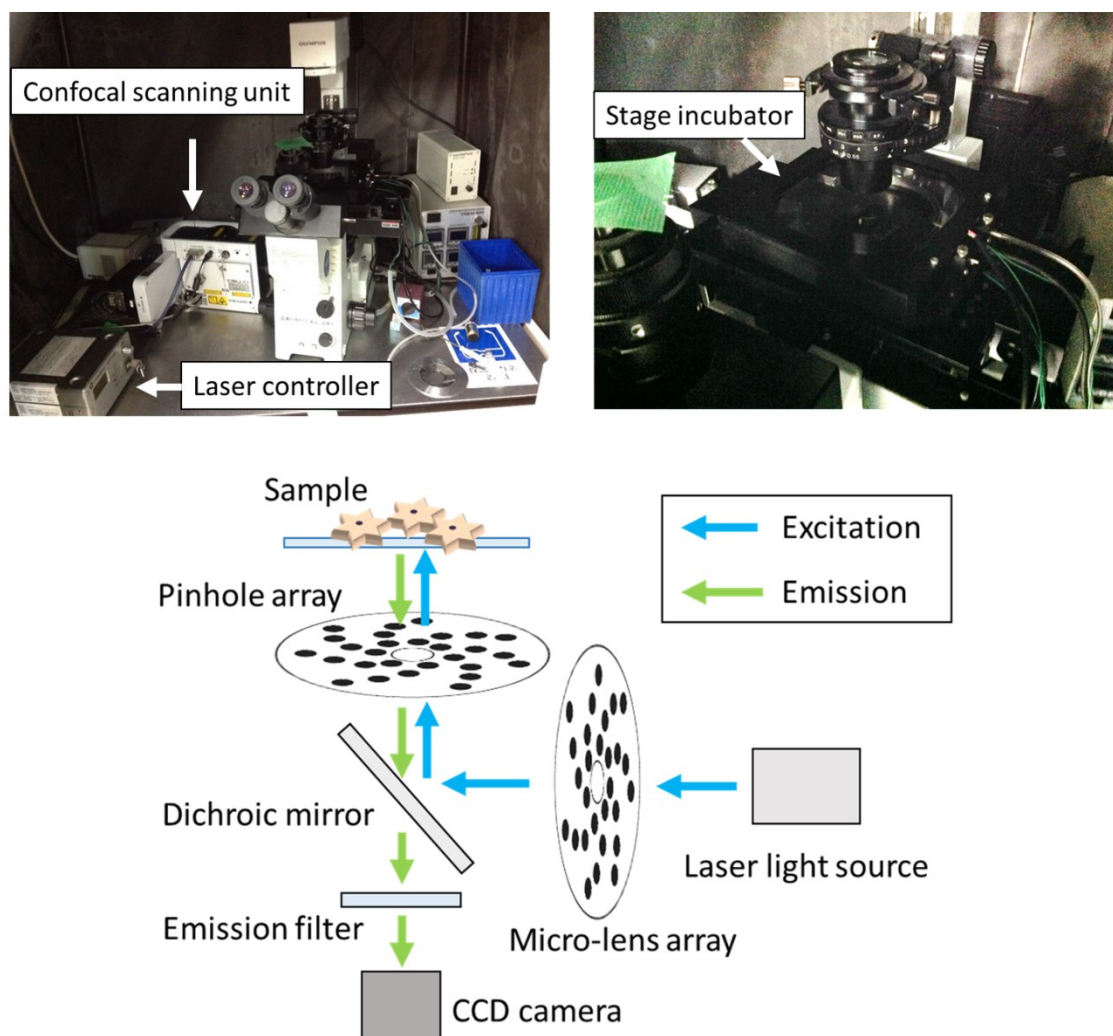 Confocal scanning unit
OLYMPUS
Laser controller
Stage incubator
Sample
Excitation
Emission
Pinhole array
Dichroic mirror
Laser light source
Emission filter
Micro-lens array
CCD camera